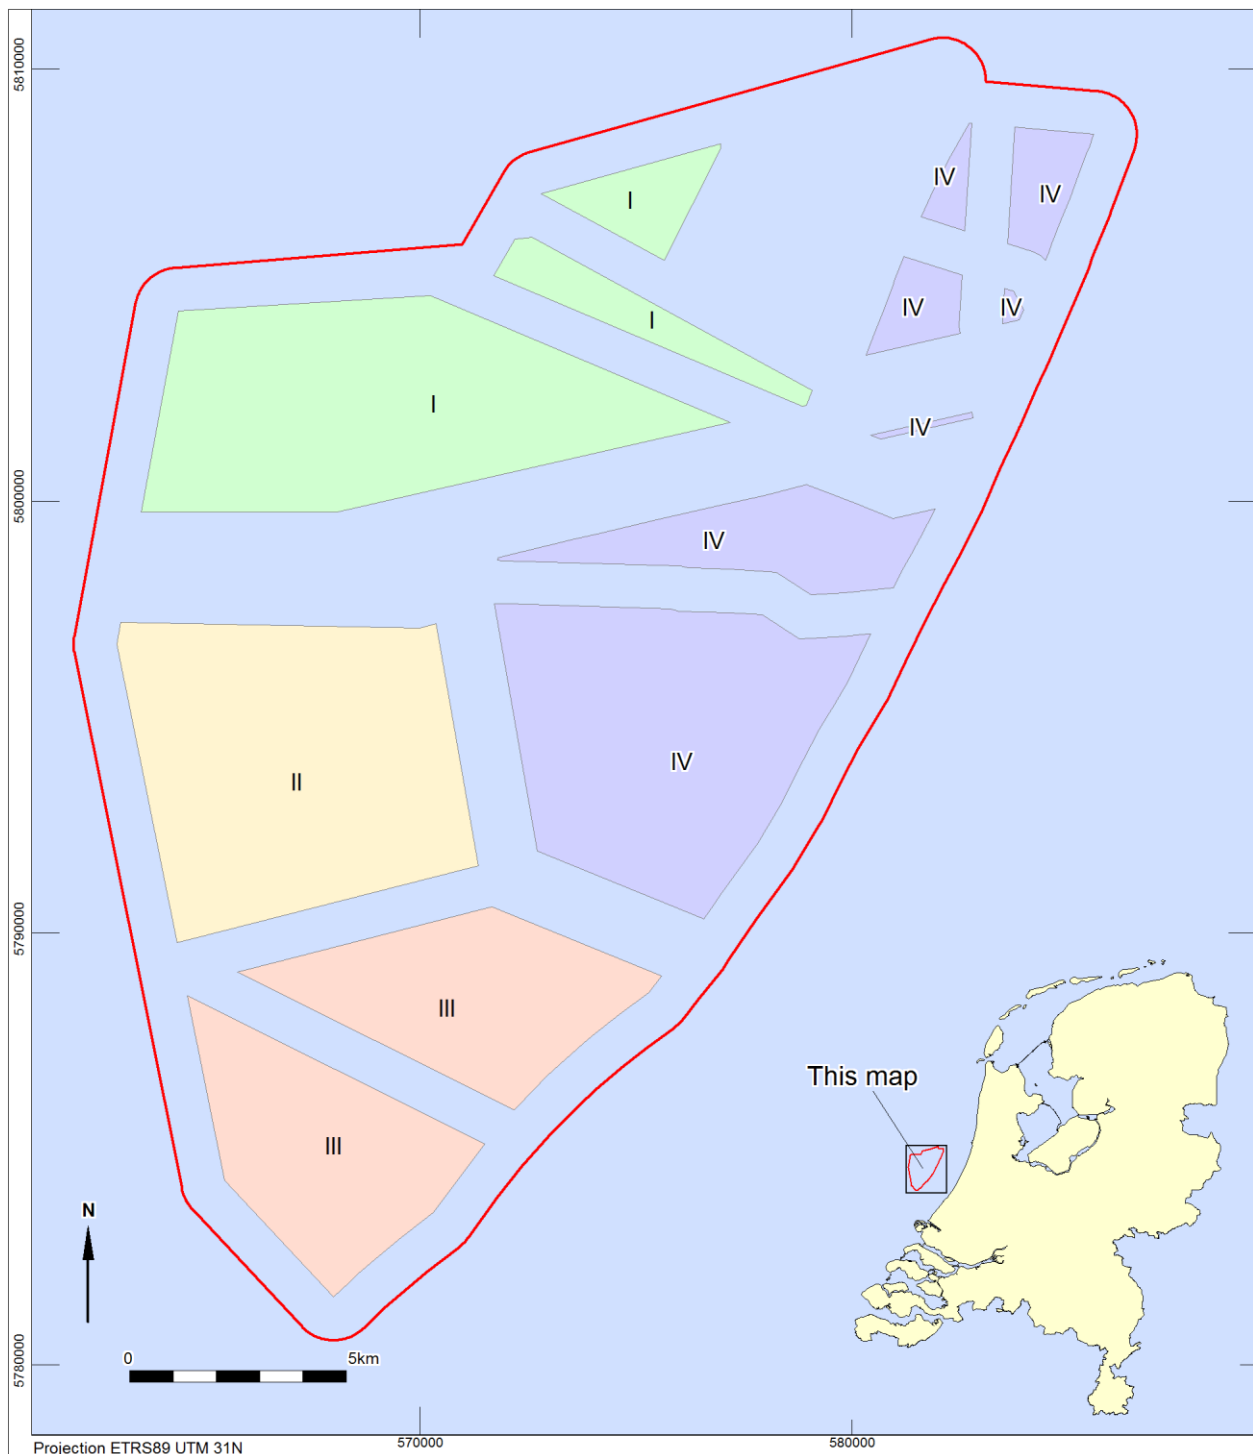 5810000
IV
IV
I
IV
IV
I
I
IV
5800000
IV
IV
II
5790000
III
This map
III
N
0
5km
5780000
570000
580000
Projection ETRS89 UTM 31N